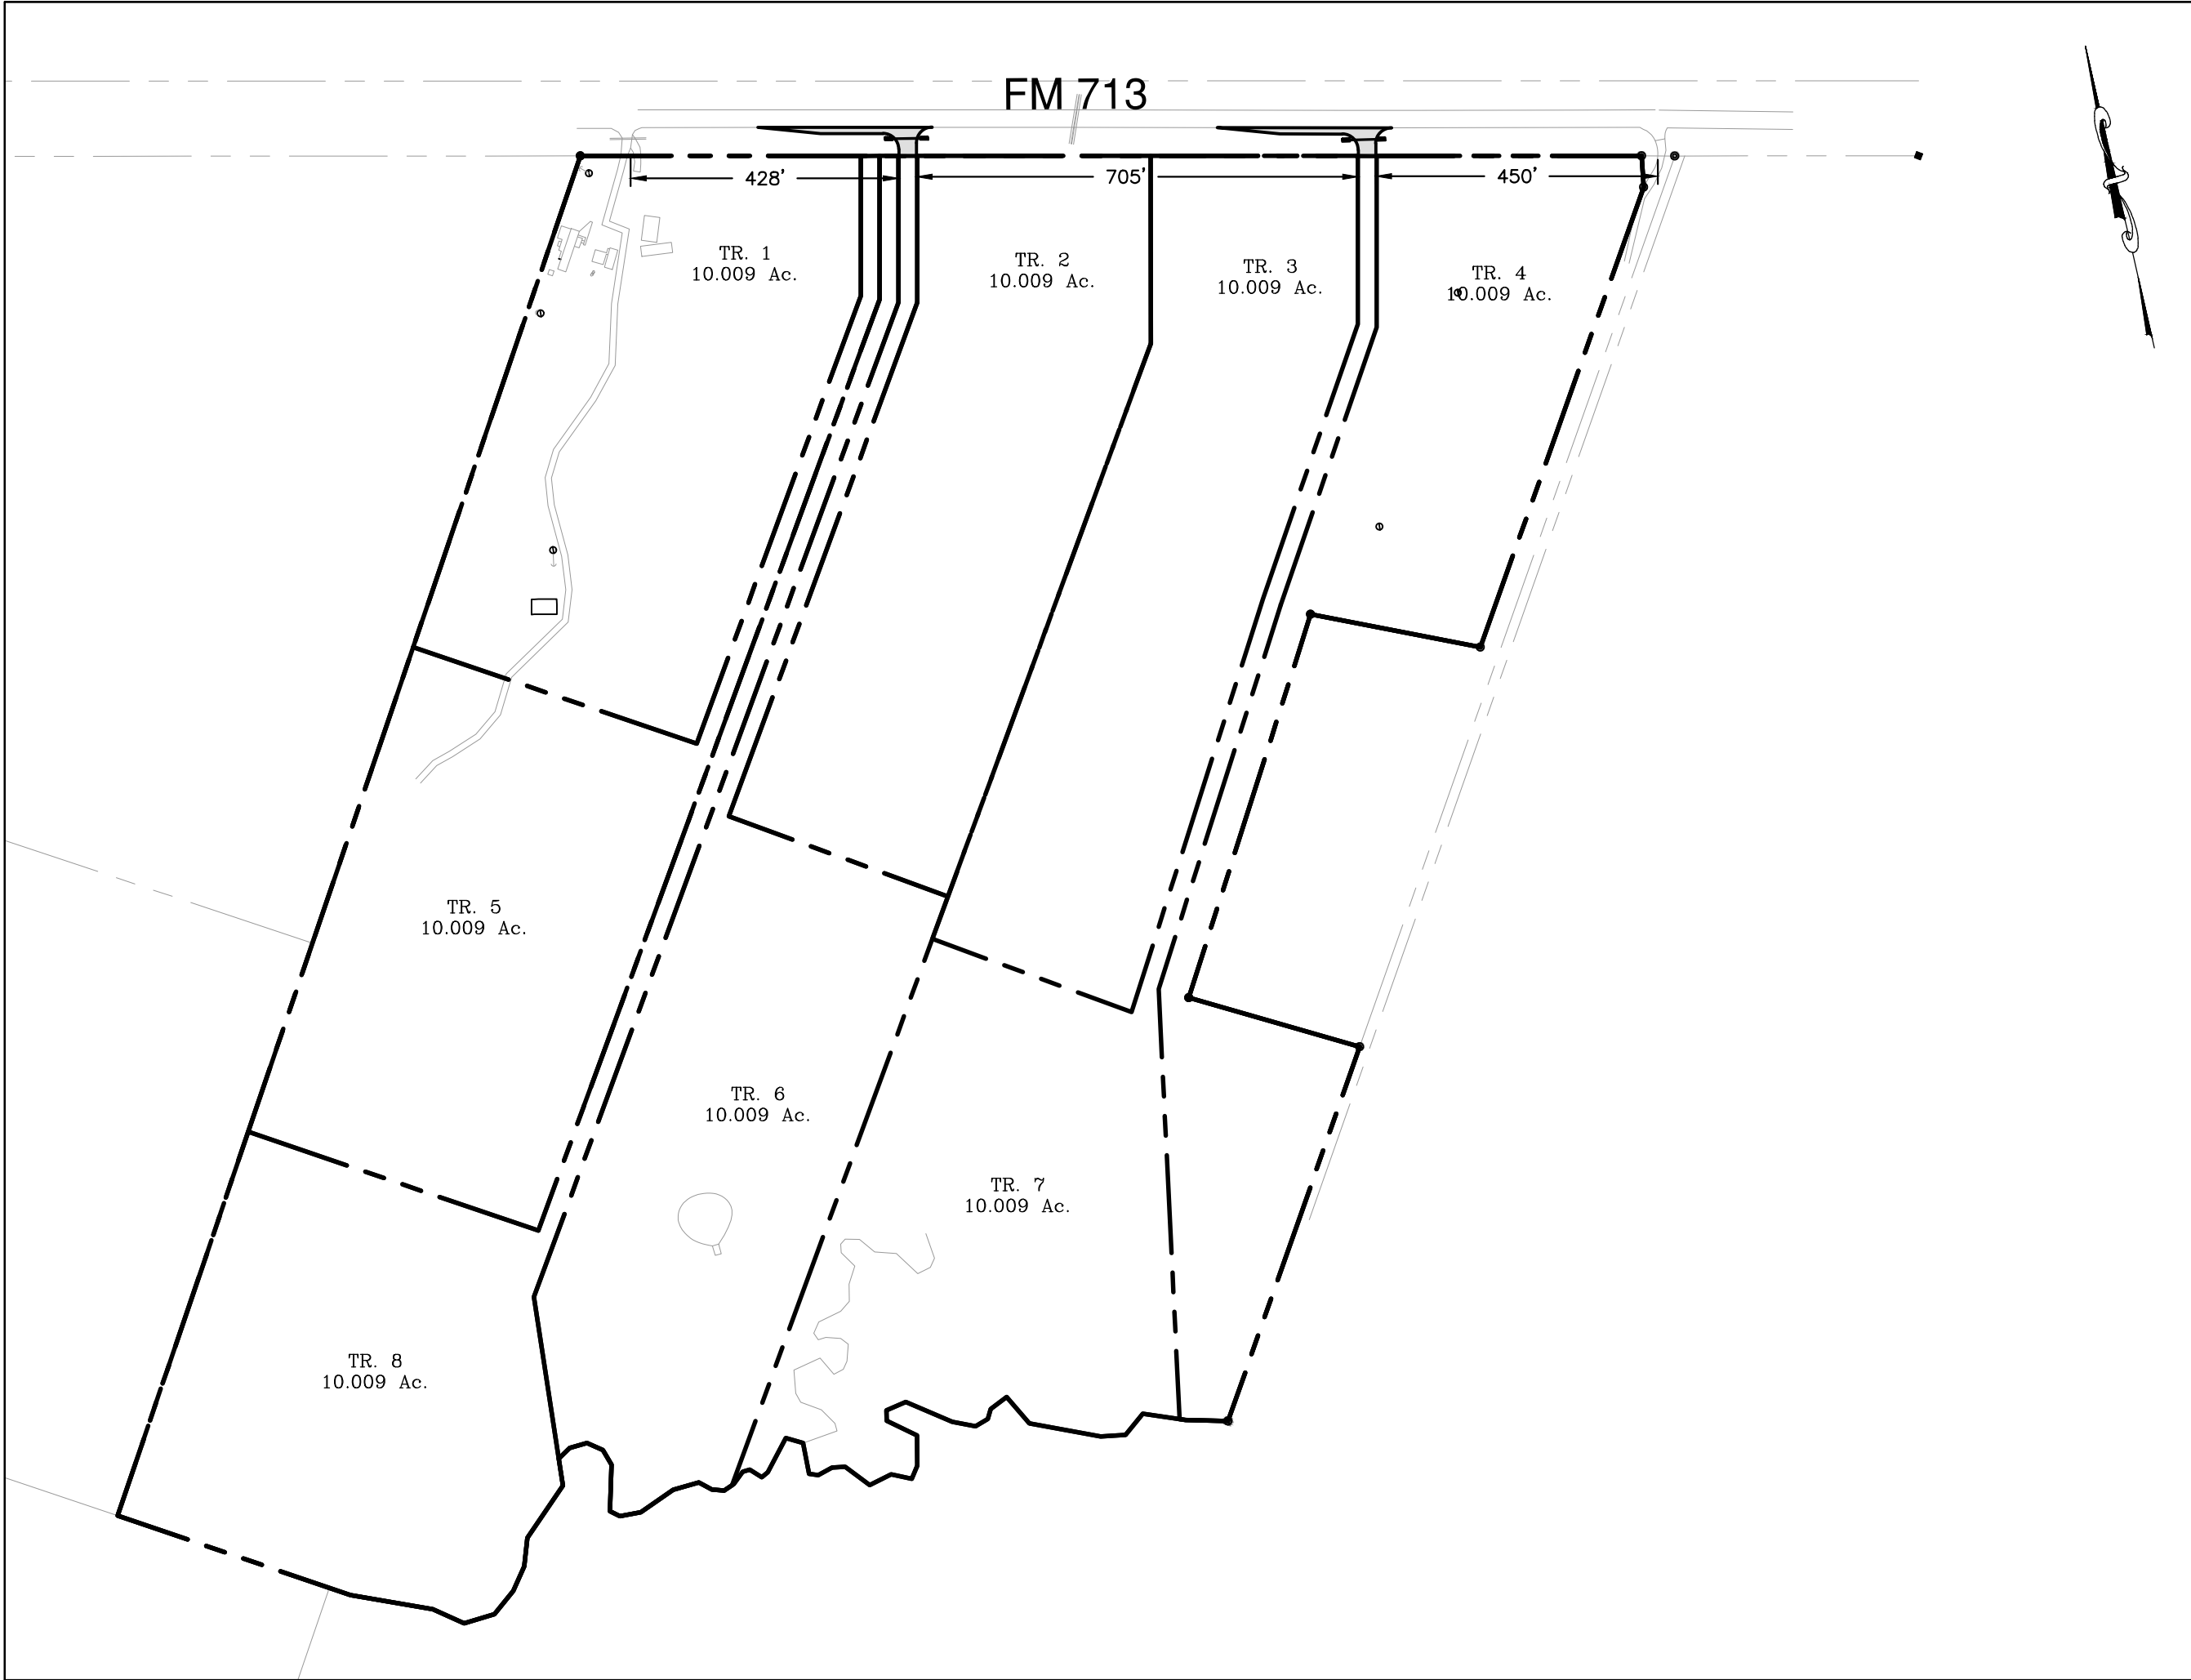 FM 713
428'
705'
450'
TR. 1
10.009 Ac.
TR. 2
10.009 Ac.
TR. 3
10.009 Ac.
TR. 4
10.009 Ac.
TR. 5
10.009 Ac.
TR. 6
10.009 Ac.
TR. 7
10.009 Ac.
TR. 8
10.009 Ac.